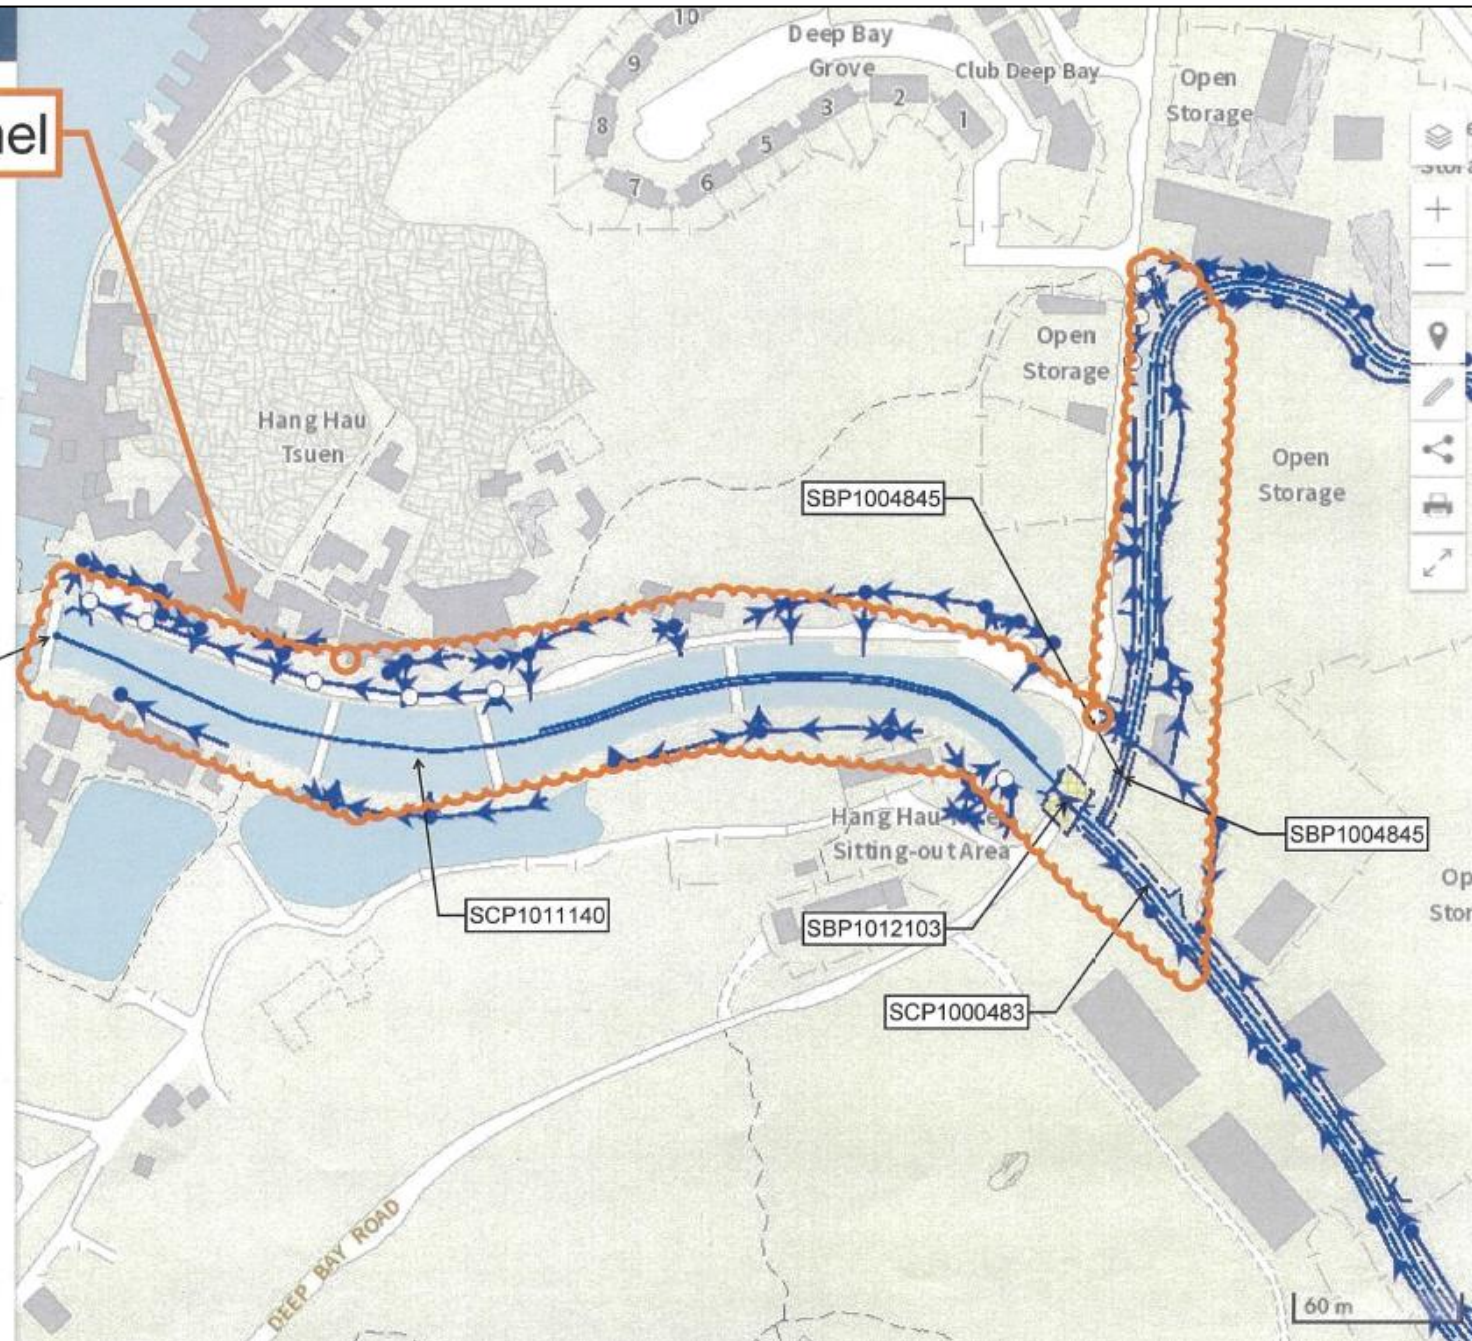 10
Deep Bay
Grove
9
Club Deep Bay
8
7
6
5
3
2
1
Open
Storage
nel
Open
Storage
Hang Hau
Tsuen
Open
Storage
SBP1004845
SBP1004845
Hang Hau
Sitting-out Area
SCP1011140
SBP1012103
SCP1000483
DEEP BAY ROAD
60 m